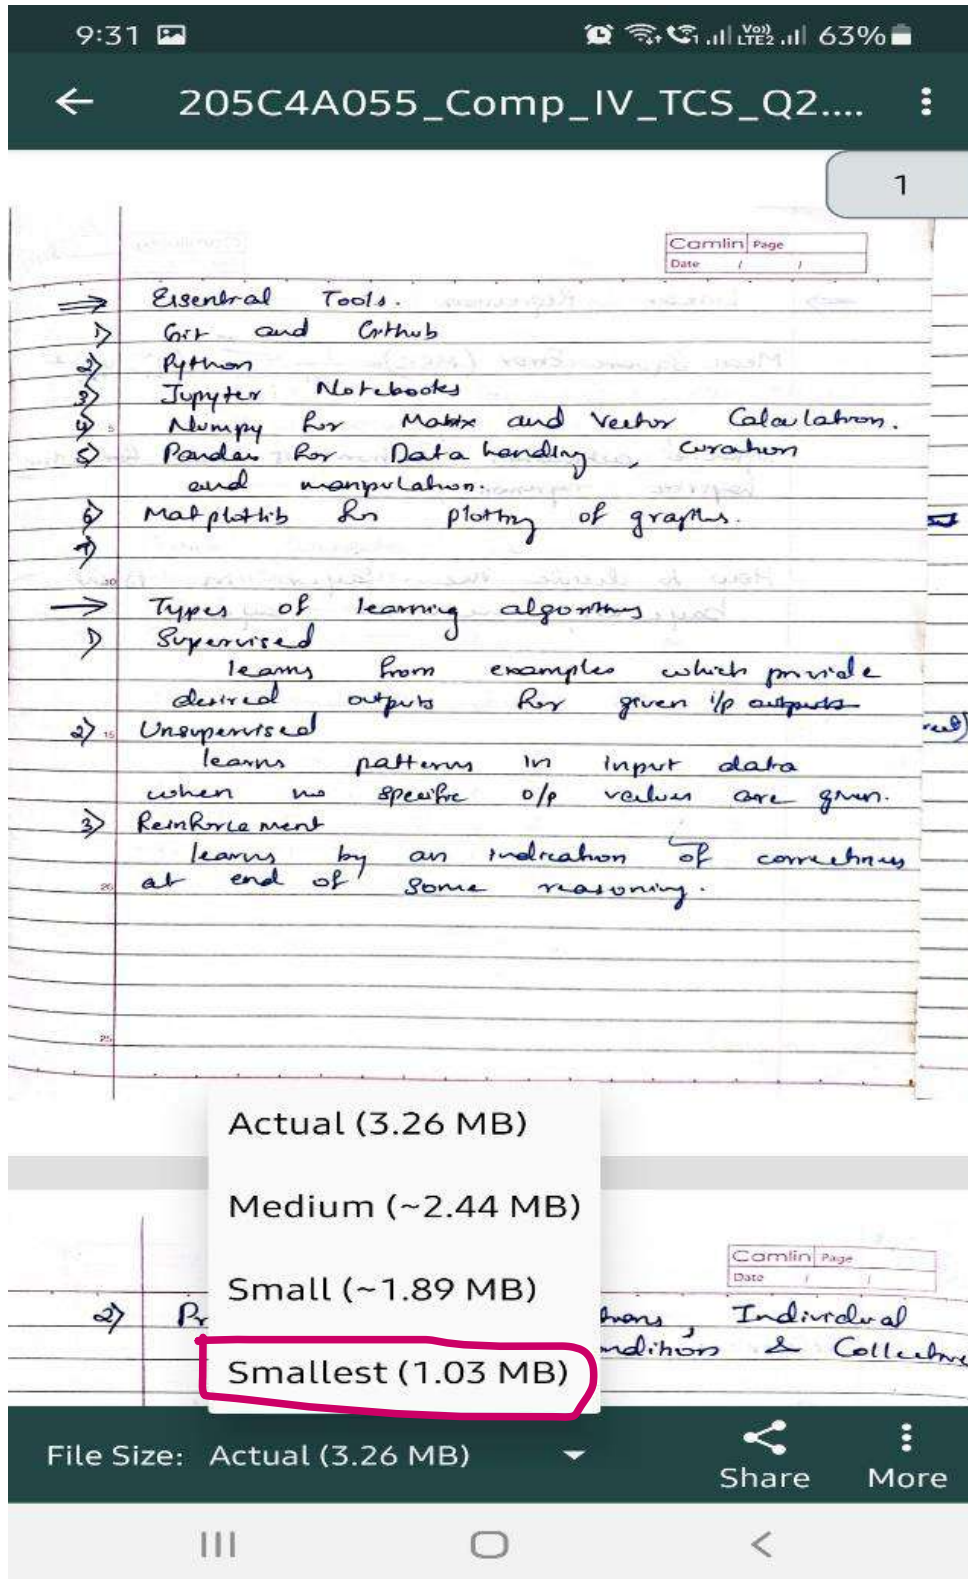 9:31 Vo)) LTE2 63%
205C4A055_Comp_IV_TCS_Q2....
1
Camlin Page
Date / /
Essential Tools.
1) Git and Github
2) Python
3) Jupyter Notebooks
4) Numpy for Matrix and Vector Calculation.
5) Pandas for Data handling, curation
and manipulation.
6) Matplotlib for plotting of graphs.
7)
Types of learning algorithms
1) Supervised
learns from examples which provide
desired outputs for given i/p outputs
2) Unsupervised
learns patterns in input data
when no specific o/p values are given.
3) Reinforcement
learns by an indication of correctness
at end of some reasoning.
Actual (3.26 MB)
Medium (~2.44 MB)
Small (~1.89 MB)
Smallest (1.03 MB)
Camlin Page
Date / /
2) Pr Individual
& Collective
File Size: Actual (3.26 MB)
Share More